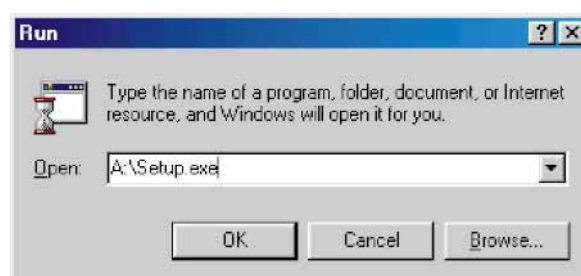 Run
Type the name of a program, folder, document, or Internet
resource, and Windows will open it for you.
Open: A:\Setup.exe
OK Cancel Browse...